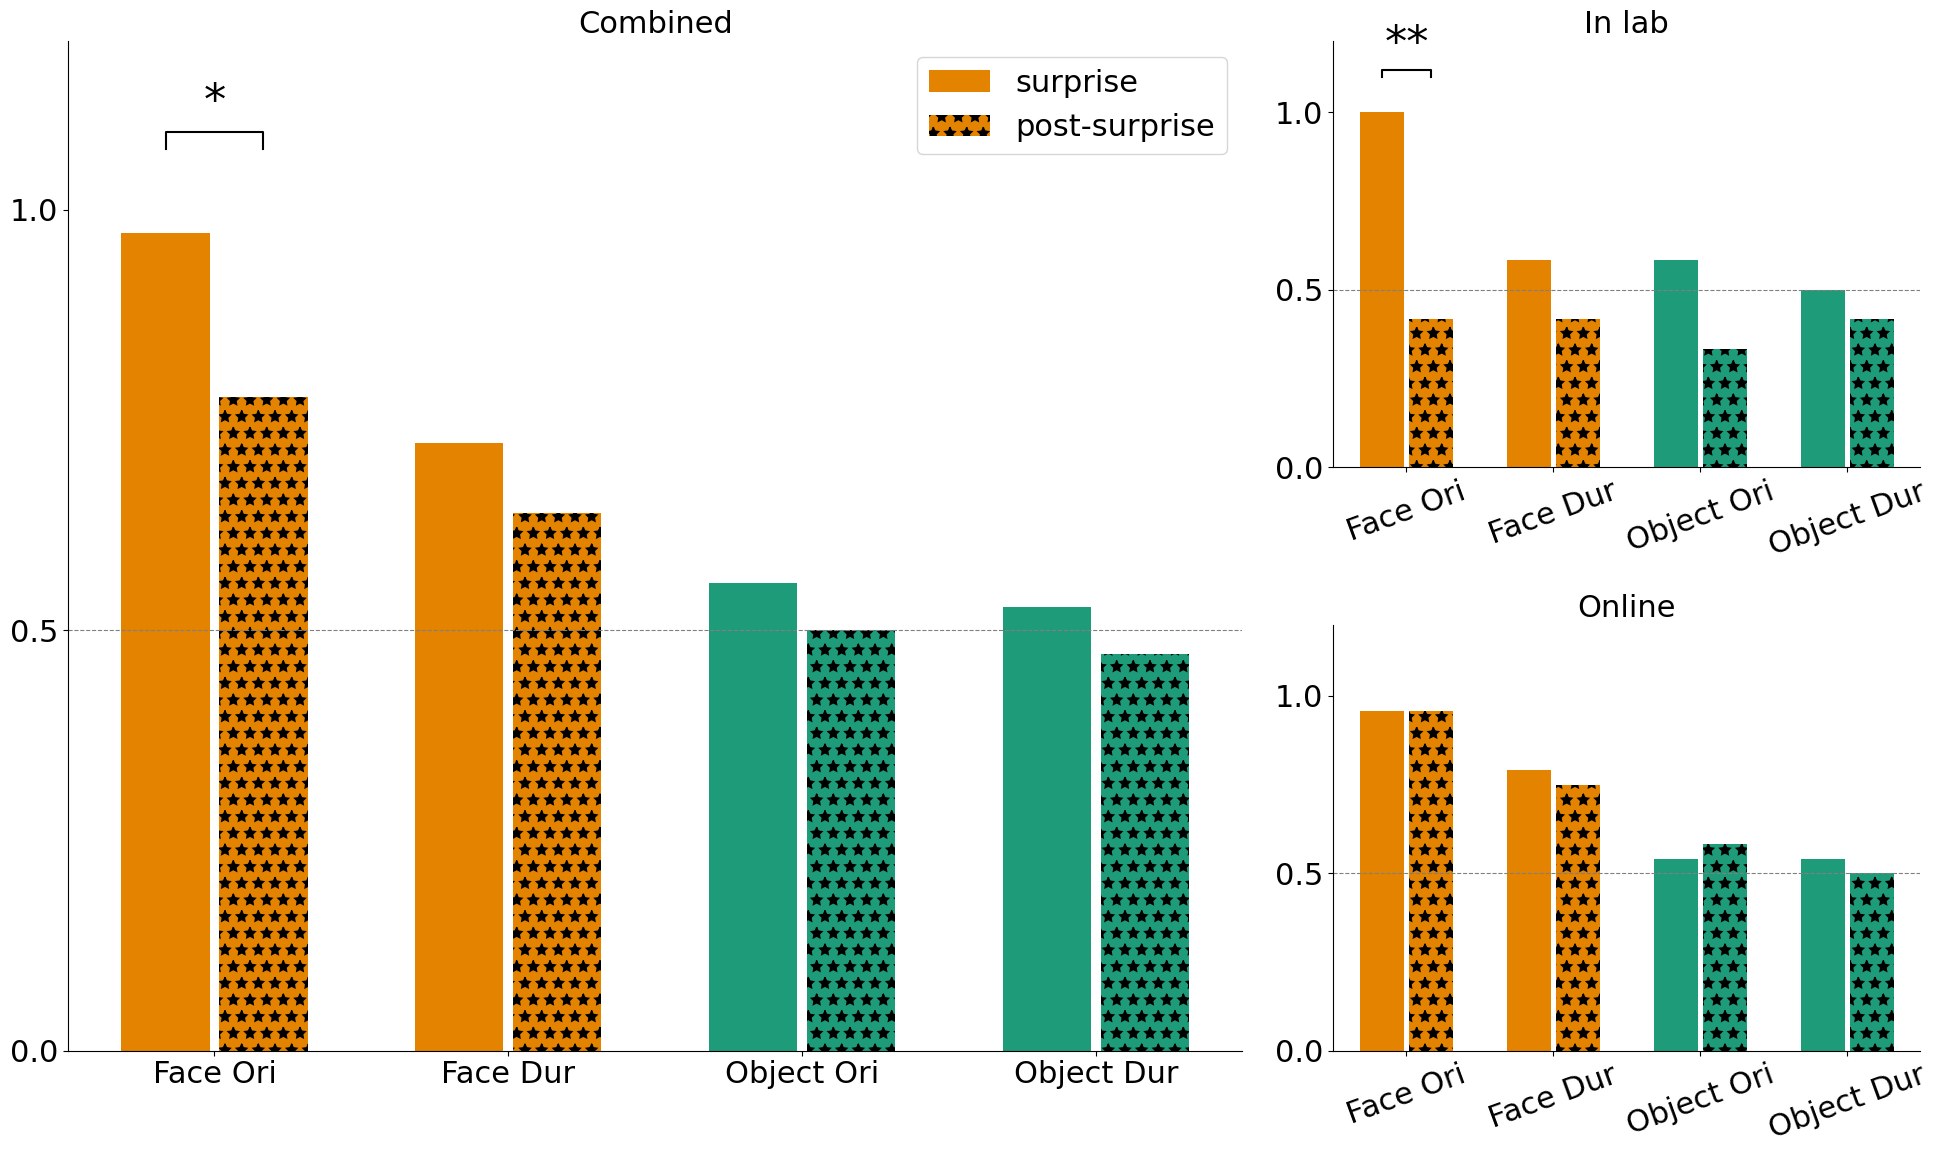 Combined
*
surprise
post-surprise
1.0
0.5
0.0
Face Ori
Face Dur
Object Ori
Object Dur
In lab
**
1.0
0.5
0.0
Face Ori
Face Dur
Object Ori
Object Dur
Online
1.0
0.5
0.0
Face Ori
Face Dur
Object Ori
Object Dur